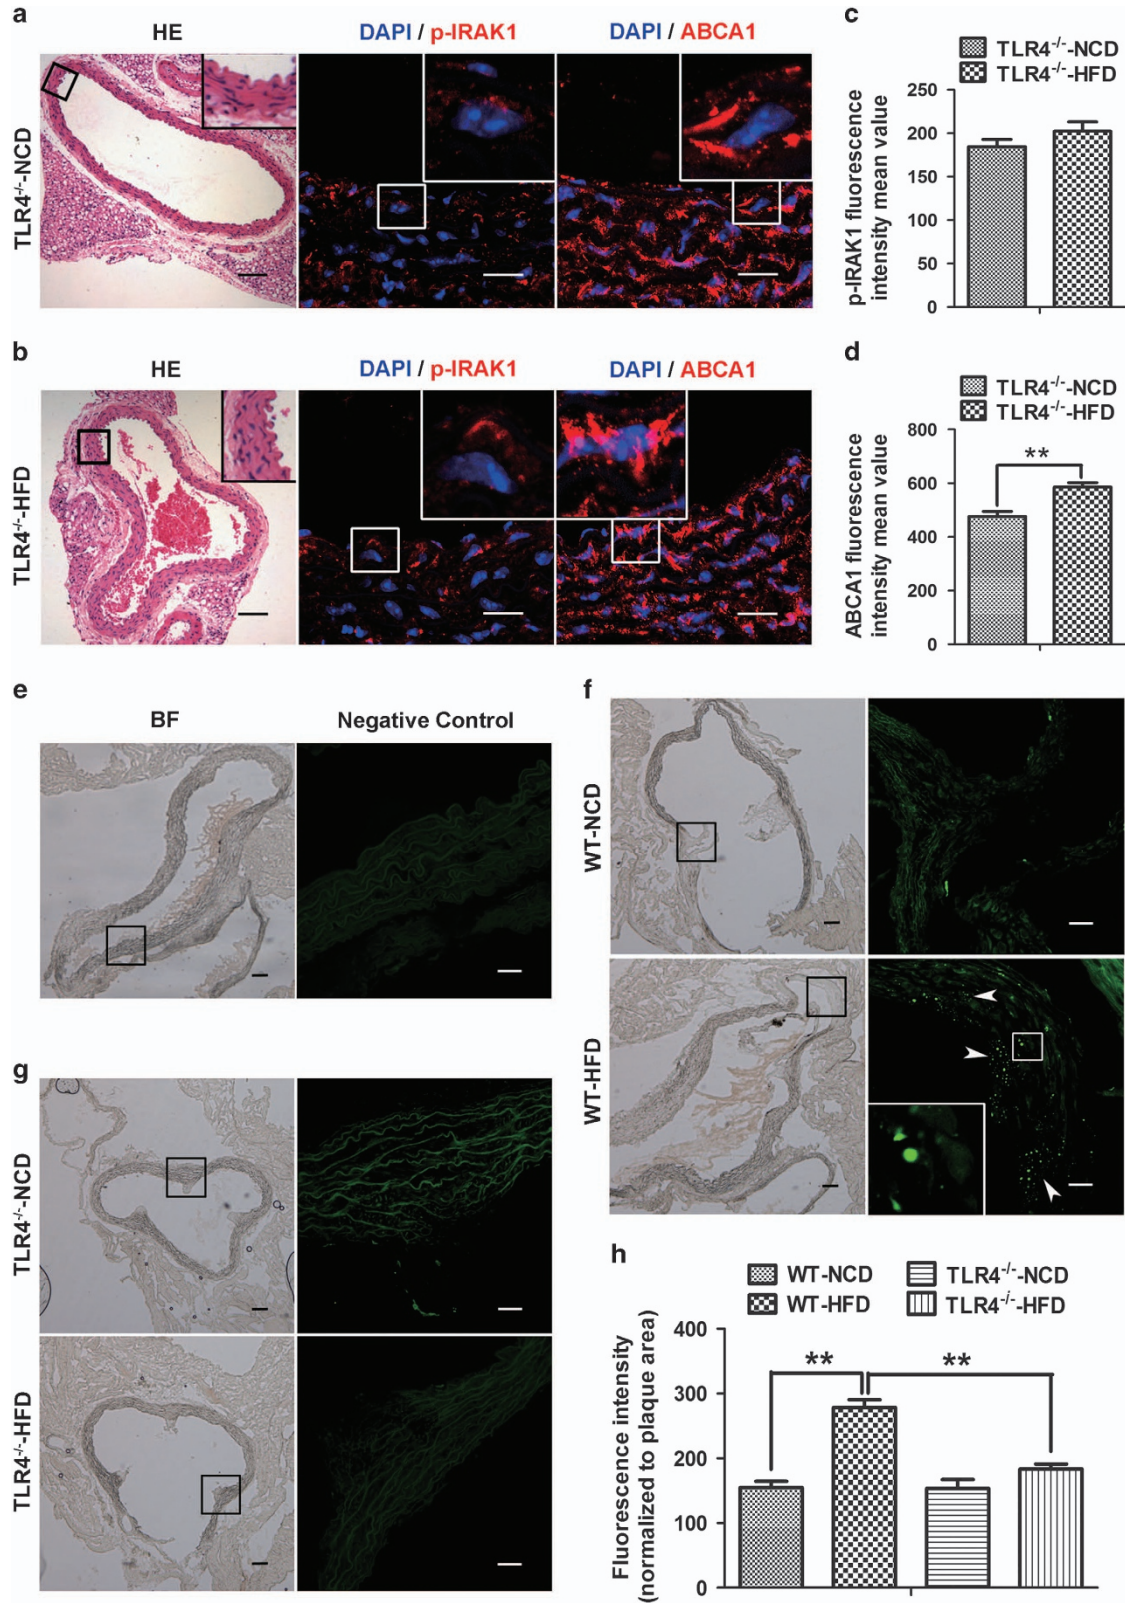 a
HE
DAPI / p-IRAK1
DAPI / ABCA1
TLR4-/--NCD
b
HE
DAPI / p-IRAK1
DAPI / ABCA1
TLR4-/--HFD
c
TLR4-/--NCD
TLR4-/--HFD
p-IRAK1 fluorescence
intensity mean value
250
200
150
100
50
0
d
TLR4-/--NCD
TLR4-/--HFD
ABCA1 fluorescence
intensity mean value
800
600
400
200
0
**
e
BF
Negative Control
f
WT-NCD
WT-HFD
g
TLR4-/--NCD
TLR4-/--HFD
h
WT-NCD
TLR4-/--NCD
WT-HFD
TLR4-/--HFD
Fluorescence intensity
(normalized to plaque area)
400
300
200
100
0
**
**